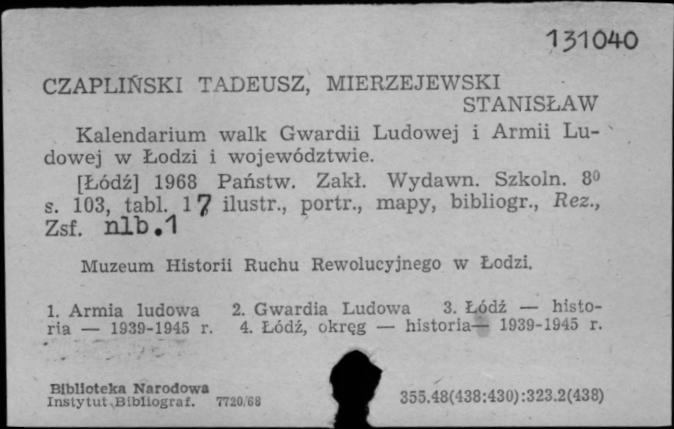 131040
CZAPLIŃSKI TADEUSZ, MIERZEJEWSKI
STANISŁAW
Kalendarium walk Gwardii Ludowej i Armii Lu-
dowej w Łodzi i województwie.
[Łódź] 1968 Państw. Zakł. Wydawn. Szkoln. 8⁰
s. 103, tabl. 17 ilustr., portr., mapy, bibliogr., Rez.,
Zsf. nlb.1
Muzeum Historii Ruchu Rewolucyjnego w Łodzi.
1. Armia ludowa 2. Gwardia Ludowa 3. Łódź — histo-
ria — 1939-1945 r. 4. Łódź, okręg — historia — 1939-1945 r.
Biblioteka Narodowa
Instytut Bibliograf. 7720/68
355.48(438:430):323.2(438)